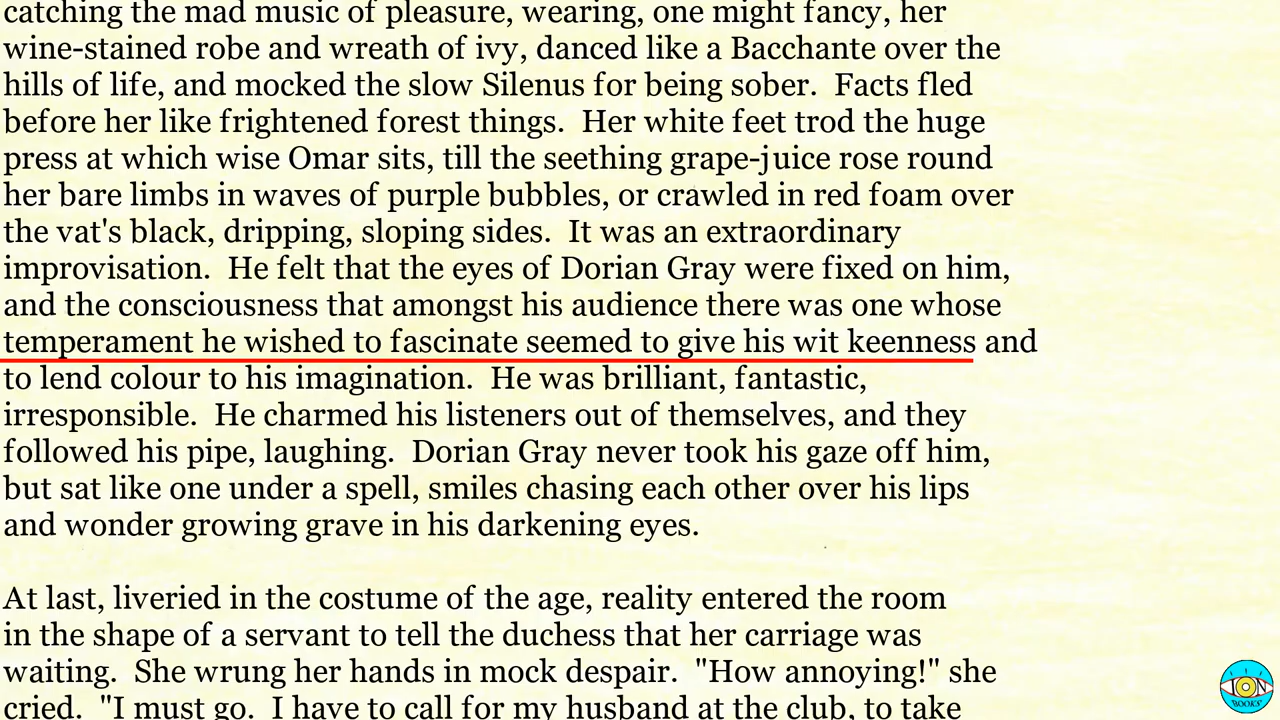 catching the mad music of pleasure, wearing, one might fancy, her
wine-stained robe and wreath of ivy, danced like a Bacchante over the
hills of life, and mocked the slow Silenus for being sober.  Facts fled
before her like frightened forest things.  Her white feet trod the huge
press at which wise Omar sits, till the seething grape-juice rose round
her bare limbs in waves of purple bubbles, or crawled in red foam over
the vat's black, dripping, sloping sides.  It was an extraordinary
improvisation.  He felt that the eyes of Dorian Gray were fixed on him,
and the consciousness that amongst his audience there was one whose
temperament he wished to fascinate seemed to give his wit keenness and
to lend colour to his imagination.  He was brilliant, fantastic,
irresponsible.  He charmed his listeners out of themselves, and they
followed his pipe, laughing.  Dorian Gray never took his gaze off him,
but sat like one under a spell, smiles chasing each other over his lips
and wonder growing grave in his darkening eyes.
At last, liveried in the costume of the age, reality entered the room
in the shape of a servant to tell the duchess that her carriage was
waiting.  She wrung her hands in mock despair.  "How annoying!" she
cried.  "I must go.  I have to call for my husband at the club, to take
ION
BOOKS